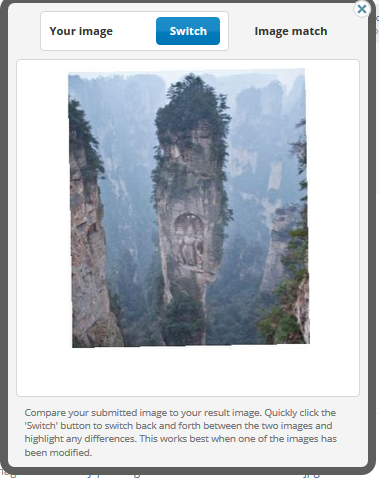 Your image Switch Image match
Compare your submitted image to your result image. Quickly click the
'Switch' button to switch back and forth between the two images and
highlight any differences. This works best when one of the images has
been modified.